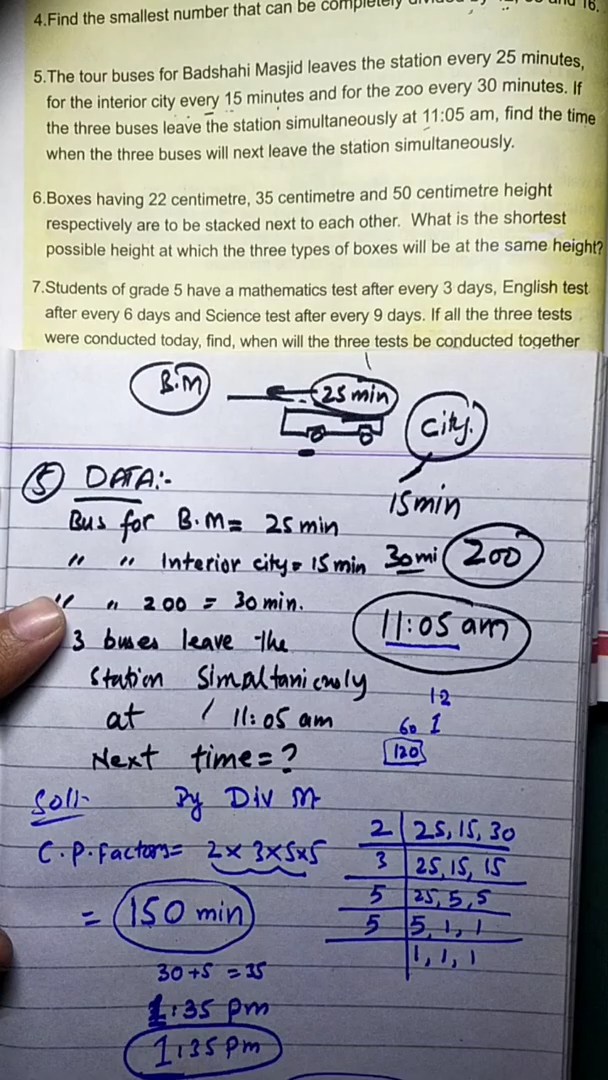 4.Find the smallest number that can be completely
16.
5.The tour buses for Badshahi Masjid leaves the station every 25 minutes,
for the interior city every 15 minutes and for the zoo every 30 minutes. If
the three buses leave the station simultaneously at 11:05 am, find the time
when the three buses will next leave the station simultaneously.
6.Boxes having 22 centimetre, 35 centimetre and 50 centimetre height
respectively are to be stacked next to each other. What is the shortest
possible height at which the three types of boxes will be at the same height?
7.Students of grade 5 have a mathematics test after every 3 days, English test
after every 6 days and Science test after every 9 days. If all the three tests
were conducted today, find, when will the three tests be conducted together
B.M
25 min
City.
15min
30mi
200
11:05 am
12
60 1
120
5 DATA:-
Bus for B.M = 25 min
" " Interior city = 15 min
" " 200 = 30 min.
3 buses leave the
Station Simaltanicouly
at 11:05 am
Next time = ?
Sol:- By Div M-
C.P.Factors = 2 x 3 x 5 x 5
= 150 min
30 + 5 = 35
1:35 pm
1:35 pm
2 25, 15, 30
3 25, 15, 15
5 25, 5, 5
5 5, 1, 1
1, 1, 1